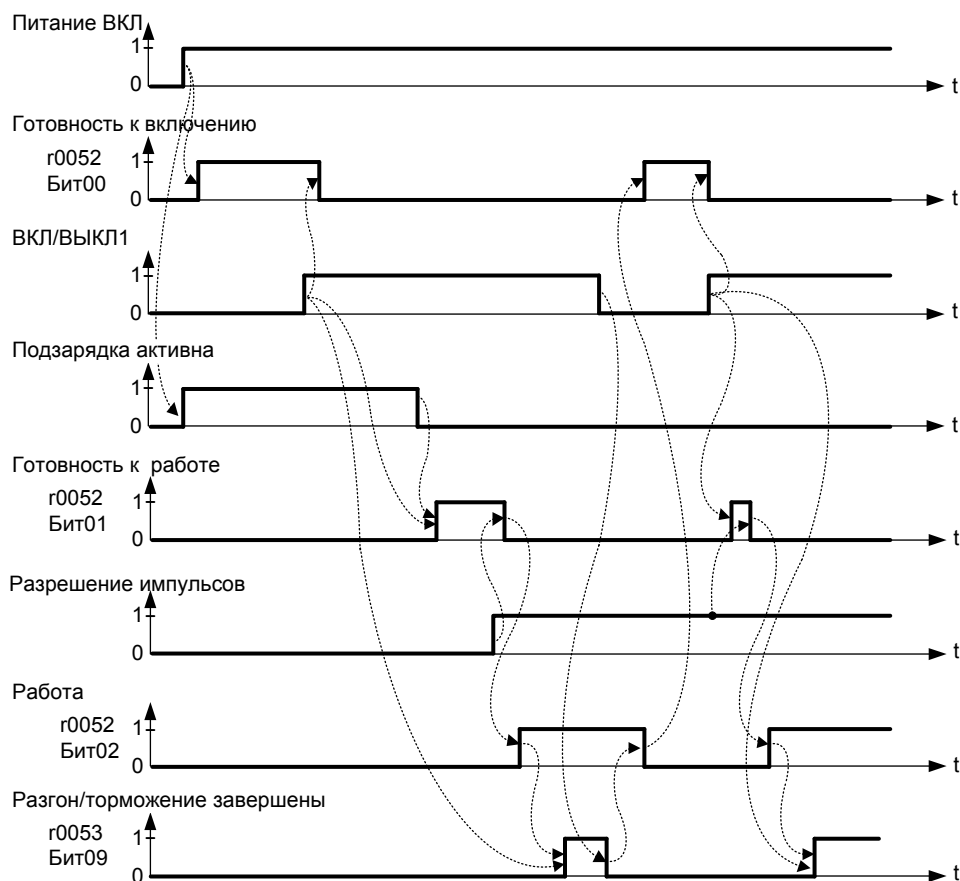 Питание ВКЛ
1
0
t
Готовность к включению
r0052
1
Бит00
0
t
ВКЛ/ВЫКЛ1
1
0
t
Подзарядка активна
1
0
t
Готовность к работе
r0052
1
Бит01
0
t
Разрешение импульсов
1
0
t
Работа
r0052
1
Бит02
0
t
Разгон/торможение завершены
r0053
1
Бит09
0
t